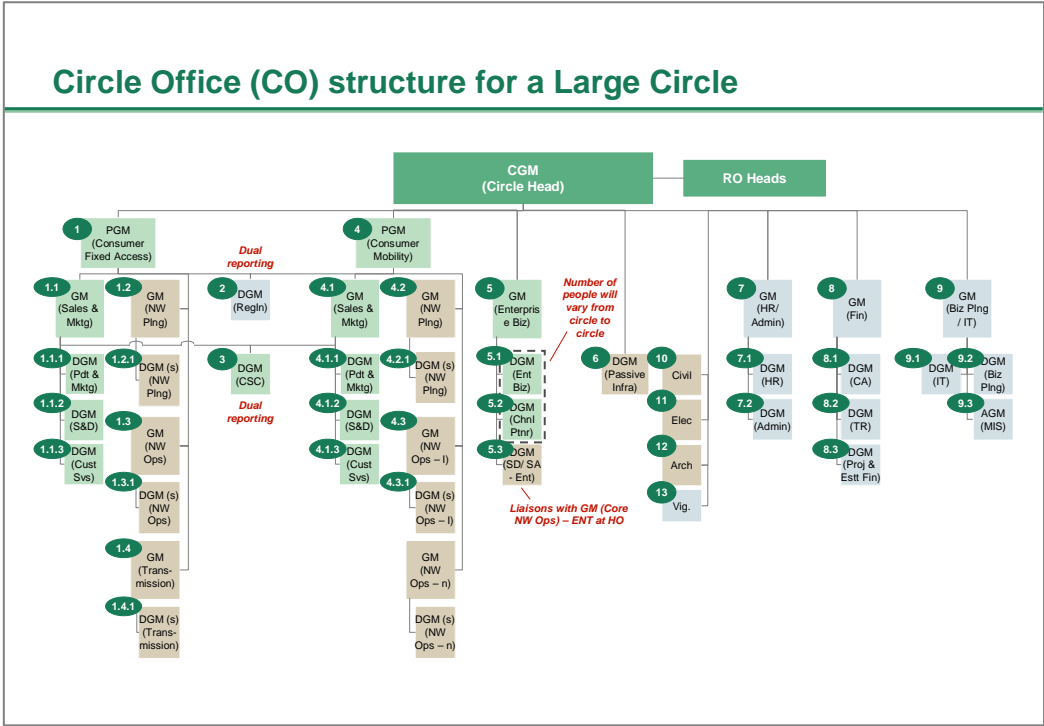 Circle Office (CO) structure for a Large Circle
CGM
(Circle Head)
RO Heads
1
PGM
(Consumer
Fixed Access)
4
PGM
(Consumer
Mobility)
Dual
reporting
1.1
GM
(Sales &
Mktg)
1.2
GM
(NW
Plng)
2
DGM
(Regln)
4.1
GM
(Sales &
Mktg)
4.2
GM
(NW
Plng)
5
GM
(Enterpris
e Biz)
Number of
people will
vary from
circle to
circle
7
GM
(HR/
Admin)
8
GM
(Fin)
9
GM
(Biz Plng
/ IT)
1.1.1
DGM
(Pdt &
Mktg)
1.2.1
DGM (s)
(NW
Plng)
3
DGM
(CSC)
Dual
reporting
4.1.1
DGM
(Pdt &
Mktg)
4.2.1
DGM (s)
(NW
Plng)
5.1
DGM
(Ent
Biz)
6
DGM
(Passive
Infra)
10
Civil
7.1
DGM
(HR)
8.1
DGM
(CA)
9.1
DGM
(IT)
9.2
DGM
(Biz
Plng)
1.1.2
DGM
(S&D)
1.3
GM
(NW
Ops)
4.1.2
DGM
(S&D)
4.3
GM
(NW
Ops – I)
5.2
DGM
(Chnl
Ptnr)
11
Elec
7.2
DGM
(Admin)
8.2
DGM
(TR)
9.3
AGM
(MIS)
1.1.3
DGM
(Cust
Svs)
4.1.3
DGM
(Cust
Svs)
5.3
DGM
(SD/ SA
- Ent)
12
Arch
8.3
DGM
(Proj &
Estt Fin)
1.3.1
DGM (s)
(NW
Ops)
4.3.1
DGM (s)
(NW
Ops – I)
Liaisons with GM (Core
NW Ops) – ENT at HO
13
Vig.
1.4
GM
(Trans-
mission)
GM
(NW
Ops – n)
1.4.1
DGM (s)
(Trans-
mission)
DGM (s)
(NW
Ops – n)